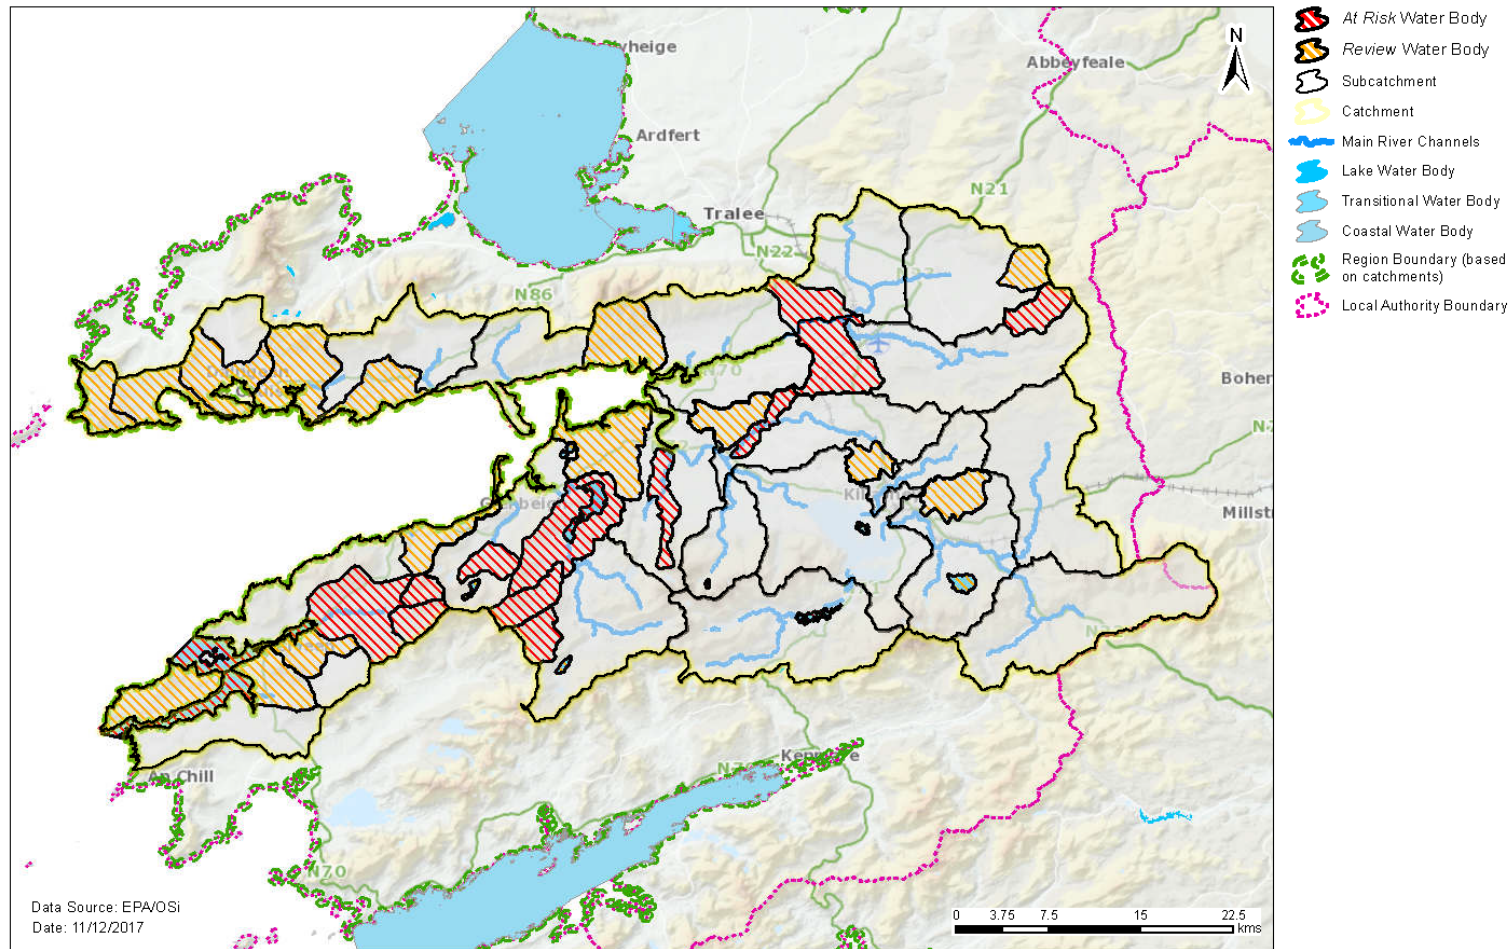 N
Abbeyfeale
Ardfert
N21
Tralee
N22
N86
Boher
Millst
An Chill
N70
Data Source: EPA/OSi
Date: 11/12/2017
0 3.75 7.5 15 22.5
kms
At Risk Water Body
Review Water Body
Subcatchment
Catchment
Main River Channels
Lake Water Body
Transitional Water Body
Coastal Water Body
Region Boundary (based
on catchments)
Local Authority Boundary